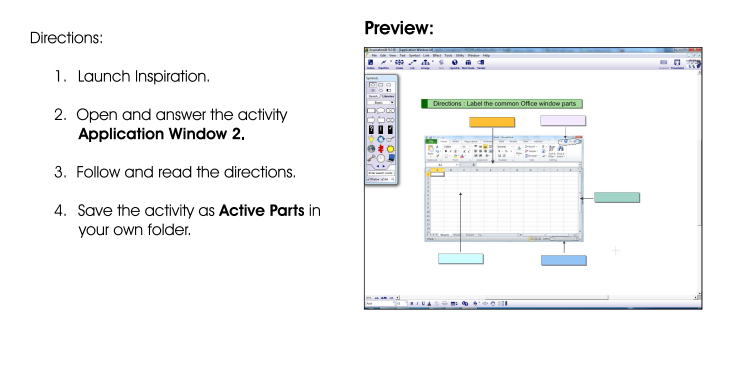 Directions:
1. Launch Inspiration.
2. Open and answer the activity
Application Window 2.
3. Follow and read the directions.
4. Save the activity as Active Parts in
your own folder.
Preview:
Directions : Label the common Office window parts